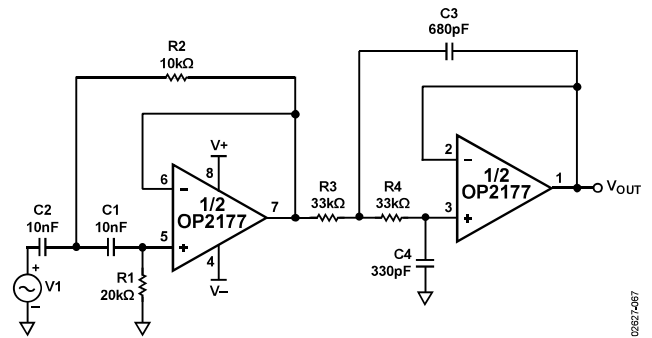 C3
680pF
R2
10kΩ
V+
8
6
–
1/2
OP2177
7
5
+
4
V–
2
–
1/2
OP2177
1
VOUT
3
+
R3
33kΩ
R4
33kΩ
C2
10nF
C1
10nF
C4
330pF
+
V1
–
R1
20kΩ
02627-067